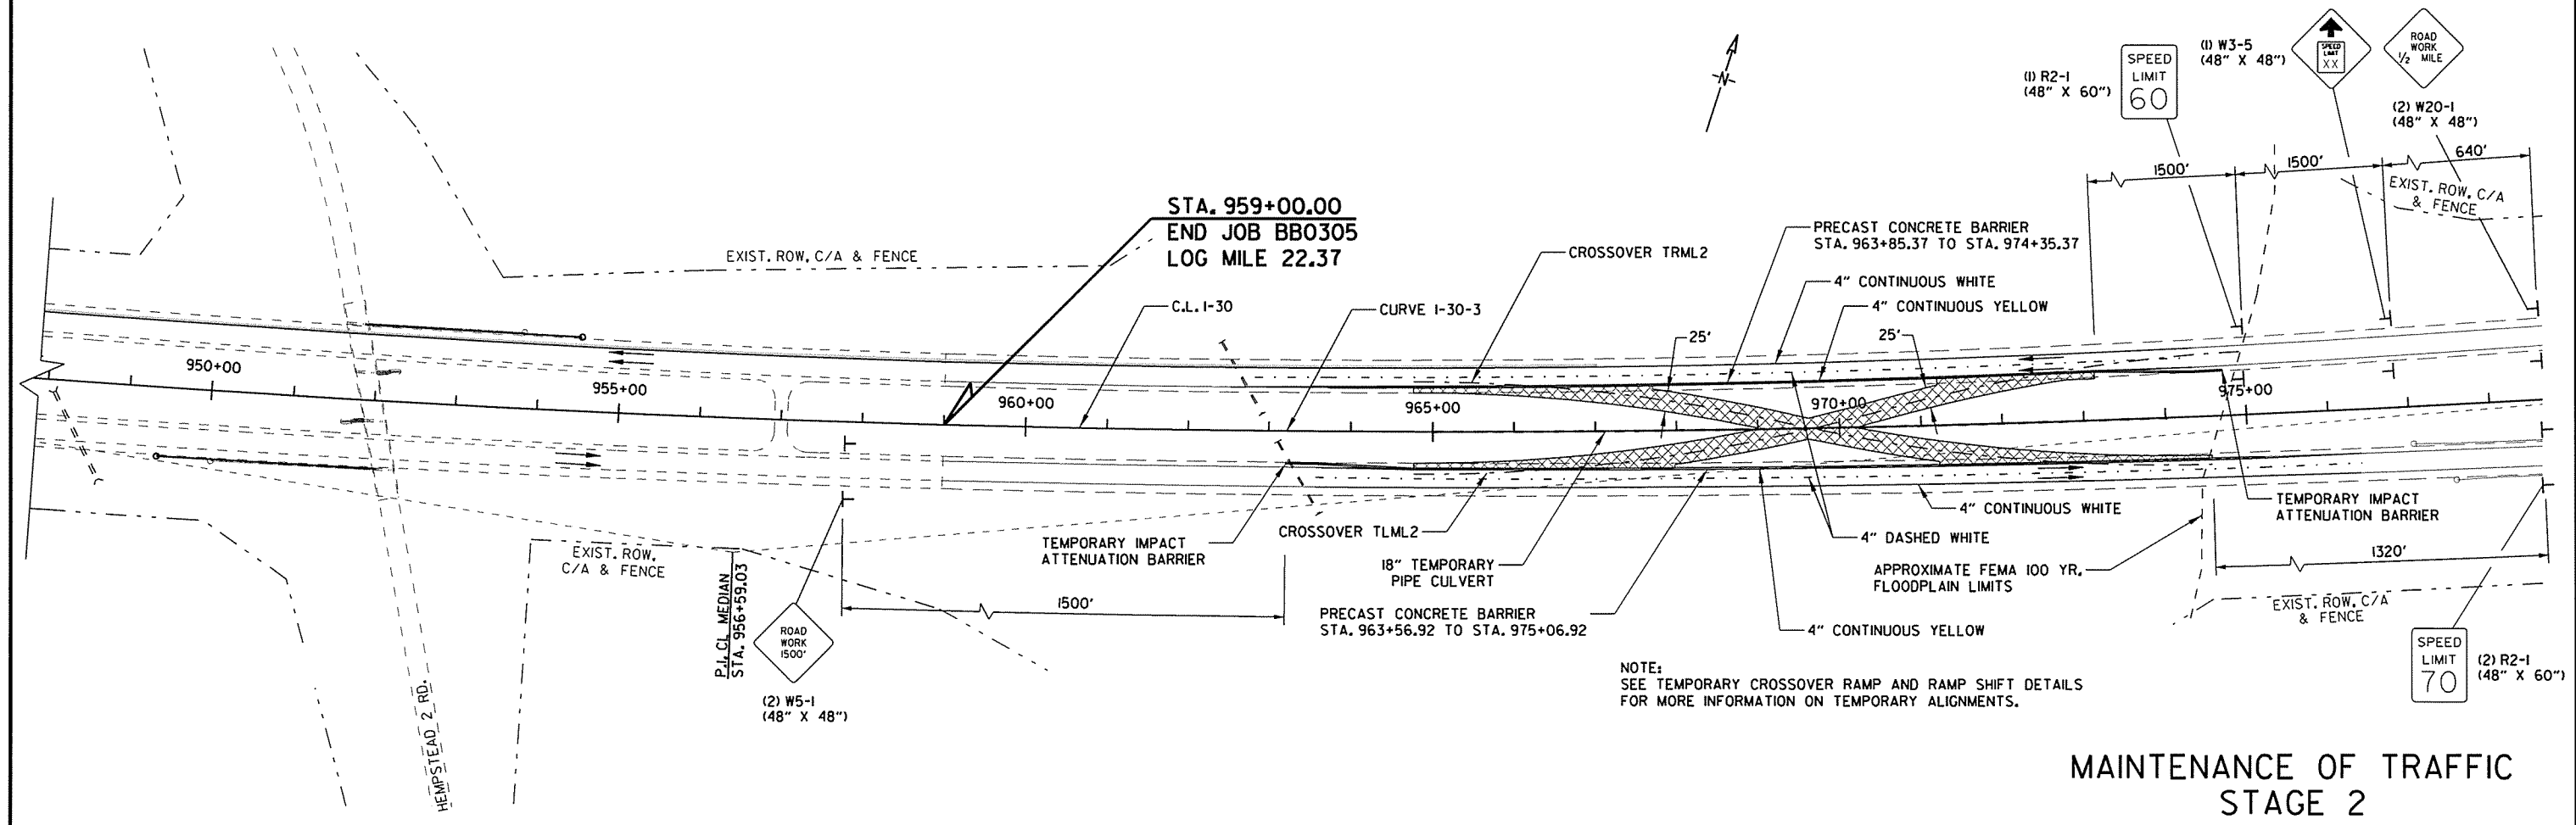 (1) R2-1
(48" X 60")
SPEED
LIMIT
60
(1) W3-5
(48" X 48")
SPEED
LIMIT
XX
ROAD
WORK
1/2 MILE
(2) W20-1
(48" X 48")
N
1500'
1500'
640'
EXIST. ROW, C/A
& FENCE
STA. 959+00.00
END JOB BB0305
LOG MILE 22.37
EXIST. ROW, C/A & FENCE
CROSSOVER TRML2
PRECAST CONCRETE BARRIER
STA. 963+85.37 TO STA. 974+35.37
4" CONTINUOUS WHITE
4" CONTINUOUS YELLOW
C.L. I-30
CURVE I-30-3
25'
25'
950+00
955+00
960+00
965+00
970+00
975+00
TEMPORARY IMPACT
ATTENUATION BARRIER
CROSSOVER TLML2
18" TEMPORARY
PIPE CULVERT
PRECAST CONCRETE BARRIER
STA. 963+56.92 TO STA. 975+06.92
4" CONTINUOUS WHITE
4" DASHED WHITE
4" CONTINUOUS YELLOW
APPROXIMATE FEMA 100 YR.
FLOODPLAIN LIMITS
TEMPORARY IMPACT
ATTENUATION BARRIER
1320'
EXIST. ROW, C/A
& FENCE
EXIST. ROW,
C/A & FENCE
P.I. CL MEDIAN
STA. 956+59.03
1500'
ROAD
WORK
1500'
(2) W5-1
(48" X 48")
HEMPSTEAD 2 RD.
SPEED
LIMIT
70
(2) R2-1
(48" X 60")
NOTE:
SEE TEMPORARY CROSSOVER RAMP AND RAMP SHIFT DETAILS
FOR MORE INFORMATION ON TEMPORARY ALIGNMENTS.
MAINTENANCE OF TRAFFIC
STAGE 2